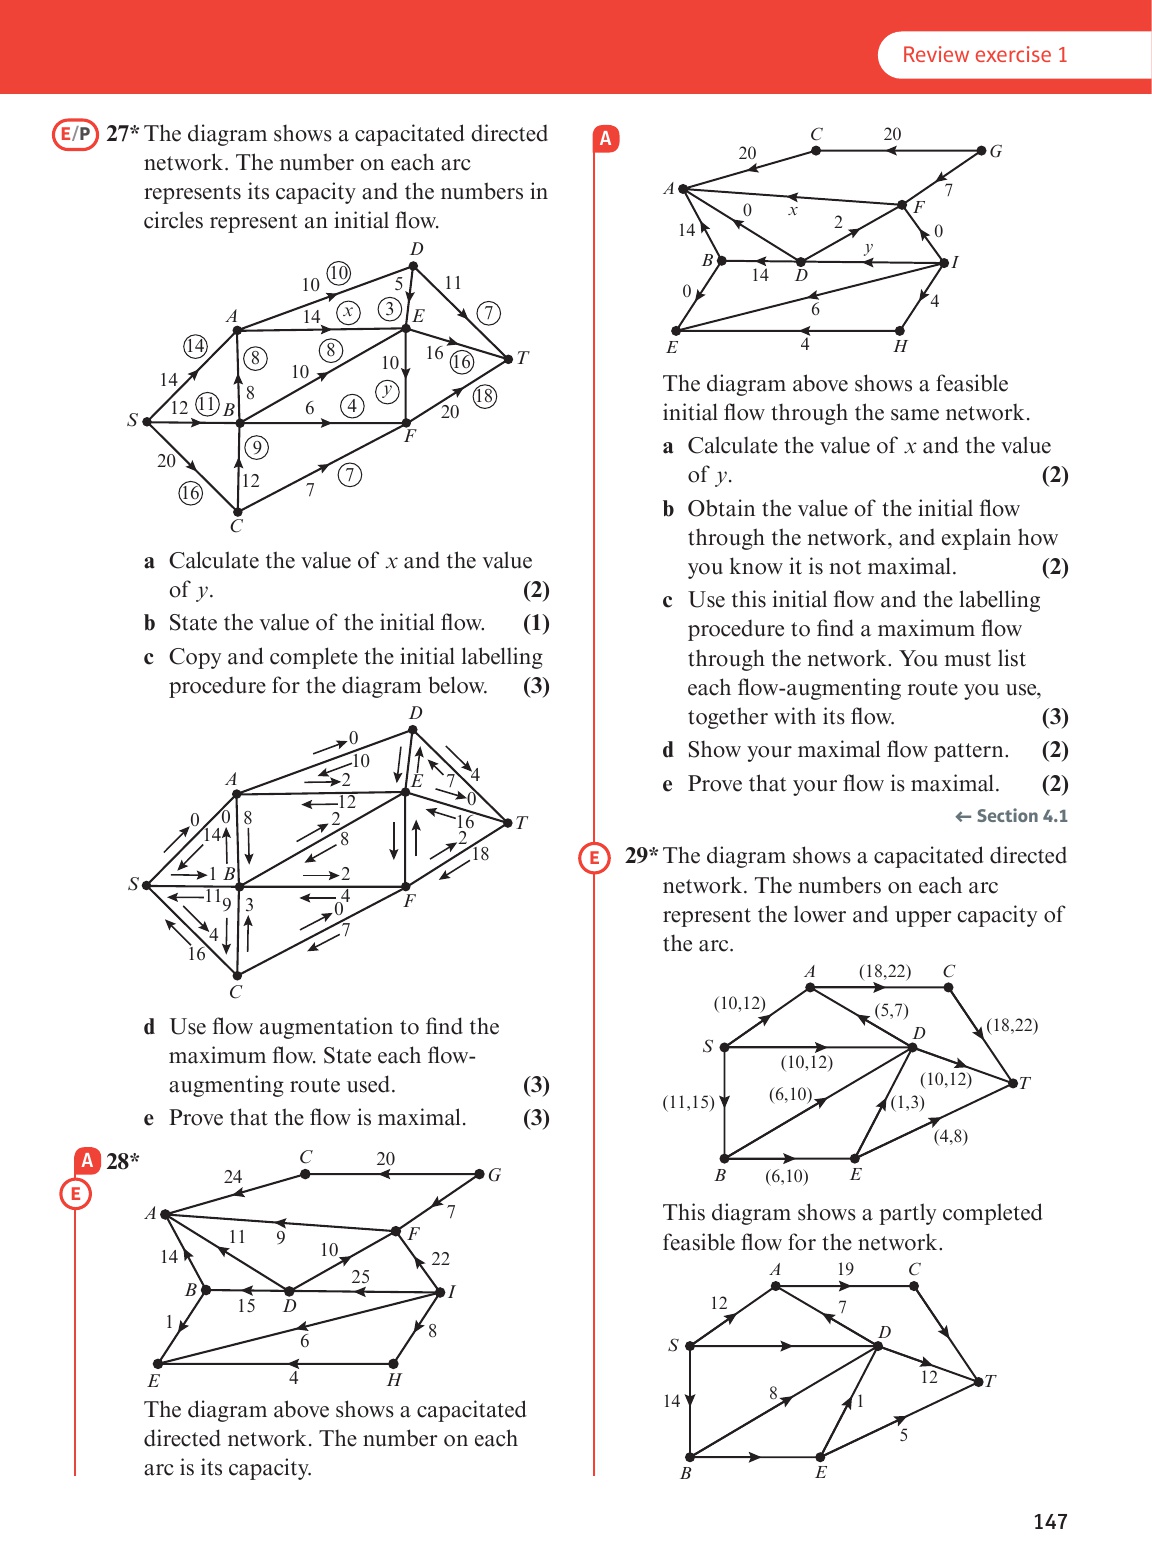 Review exercise 1
E/P 27* The diagram shows a capacitated directed
network. The number on each arc
represents its capacity and the numbers in
circles represent an initial flow.
D
10 10 5 11
A 14 x 3 E 7
14 8 8 16 16 T
14 10 10
12 11 B 8 6 4 y 18
S 20
9 F
20 12 7
16 7
C
a Calculate the value of x and the value
of y. (2)
b State the value of the initial flow. (1)
c Copy and complete the initial labelling
procedure for the diagram below. (3)
D
0
10
A 2 E 7 4
12 0
0 0 8 2 16 T
14 8 2
1 B 2 18
S
11 9 3 4 F
0
4 7
16
C
d Use flow augmentation to find the
maximum flow. State each flow-
augmenting route used. (3)
e Prove that the flow is maximal. (3)
A 28*
E
C 20 G
24
A 7
11 9 F
14 10 22
25
B 15 D I
1 6 8
E 4 H
The diagram above shows a capacitated
directed network. The number on each
arc is its capacity.
A
C 20 G
20
A 7
0 x F
14 2 0
y
B 14 D I
0 6 4
E 4 H
The diagram above shows a feasible
initial flow through the same network.
a Calculate the value of x and the value
of y. (2)
b Obtain the value of the initial flow
through the network, and explain how
you know it is not maximal. (2)
c Use this initial flow and the labelling
procedure to find a maximum flow
through the network. You must list
each flow-augmenting route you use,
together with its flow. (3)
d Show your maximal flow pattern. (2)
e Prove that your flow is maximal. (2)
← Section 4.1
E 29* The diagram shows a capacitated directed
network. The numbers on each arc
represent the lower and upper capacity of
the arc.
A (18,22) C
(10,12) (5,7)
D (18,22)
S
(10,12)
(6,10) (10,12) T
(11,15) (1,3)
(4,8)
B (6,10) E
This diagram shows a partly completed
feasible flow for the network.
A 19 C
12 7
D
S
12 T
14 8 1
5
B E
147